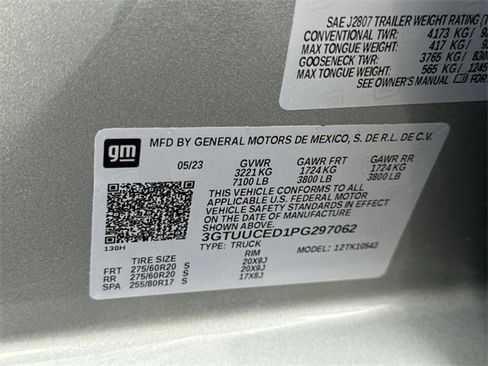 SAE J2807 TRAILER WEIGHT RATING
CONVENTIONAL TWR: 4173 KG /
MAX TONGUE WEIGHT: 417 KG /
GOOSENECK TWR: 3765 KG / 830
MAX TONGUE WEIGHT: 565 KG / 1245
SEE OWNER'S MANUAL FOR
gm
MFD BY GENERAL MOTORS DE MEXICO, S. DE R.L. DE C.V.
05/23 GVWR GAWR FRT GAWR RR
3221 KG 1724 KG 1724 KG
7100 LB 3800 LB 3800 LB
THIS VEHICLE CONFORMS TO ALL APPLICABLE
U.S. FEDERAL MOTOR VEHICLE SAFETY
STANDARDS IN EFFECT ON THE DATE OF
MANUFACTURE SHOWN ABOVE.
3GTUUCED1PG297062
TYPE: TRUCK MODEL: 12TK10543
130H
TIRE SIZE RIM
FRT 275/60R20 S 20X9J
RR 275/60R20 S 20X9J
SPA 255/80R17 S 17X8J